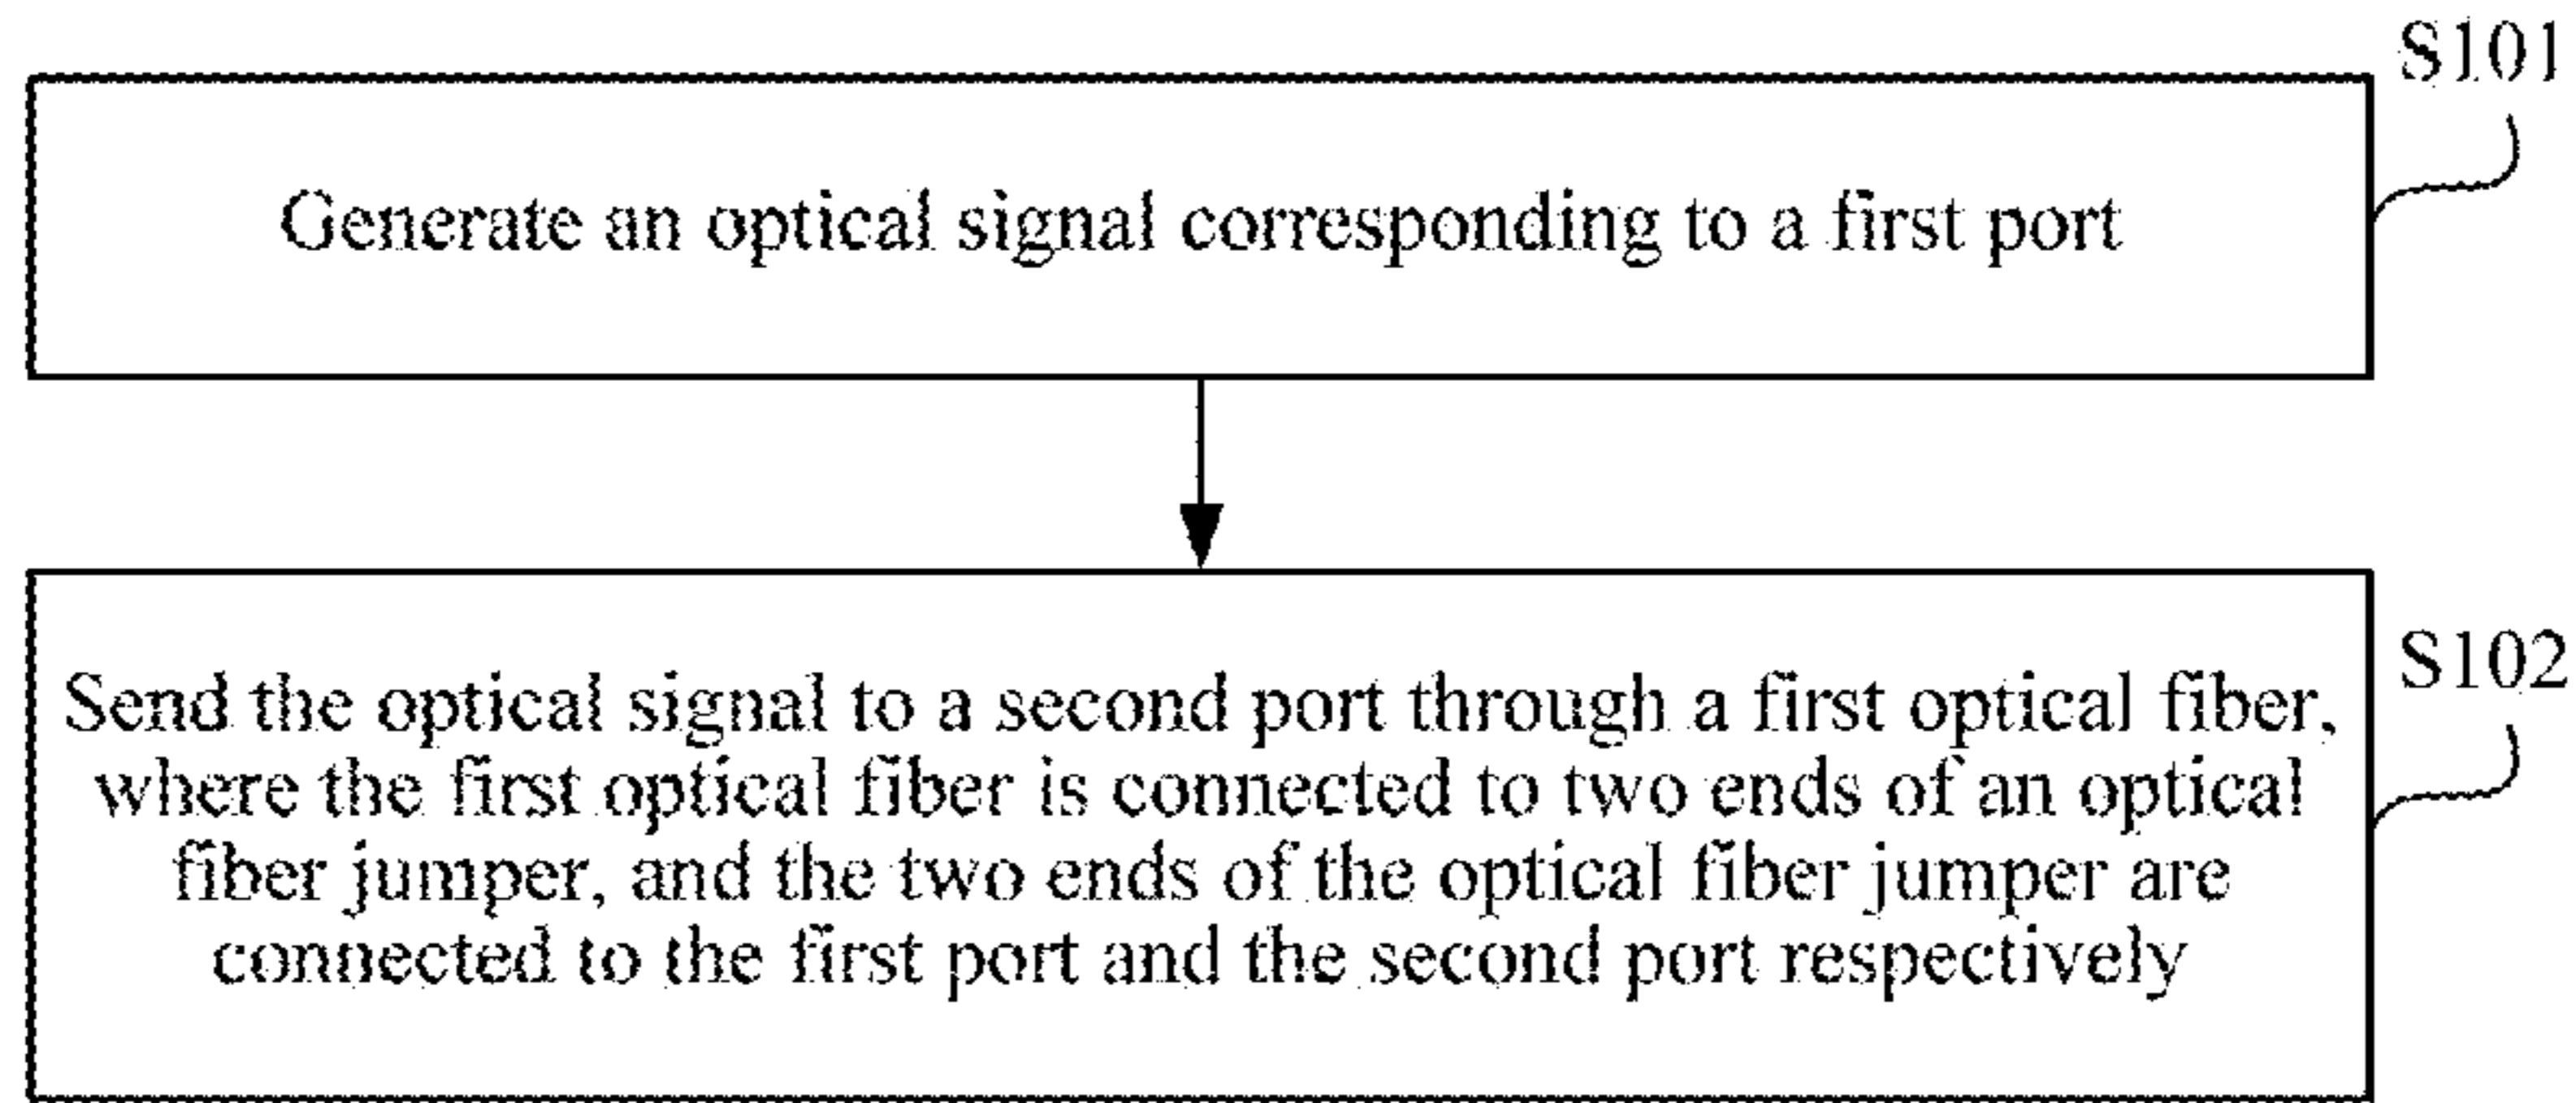 S101
Generate an optical signal corresponding to a first port
S102
Send the optical signal to a second port through a first optical fiber,
where the first optical fiber is connected to two ends of an optical
fiber jumper, and the two ends of the optical fiber jumper are
connected to the first port and the second port respectively